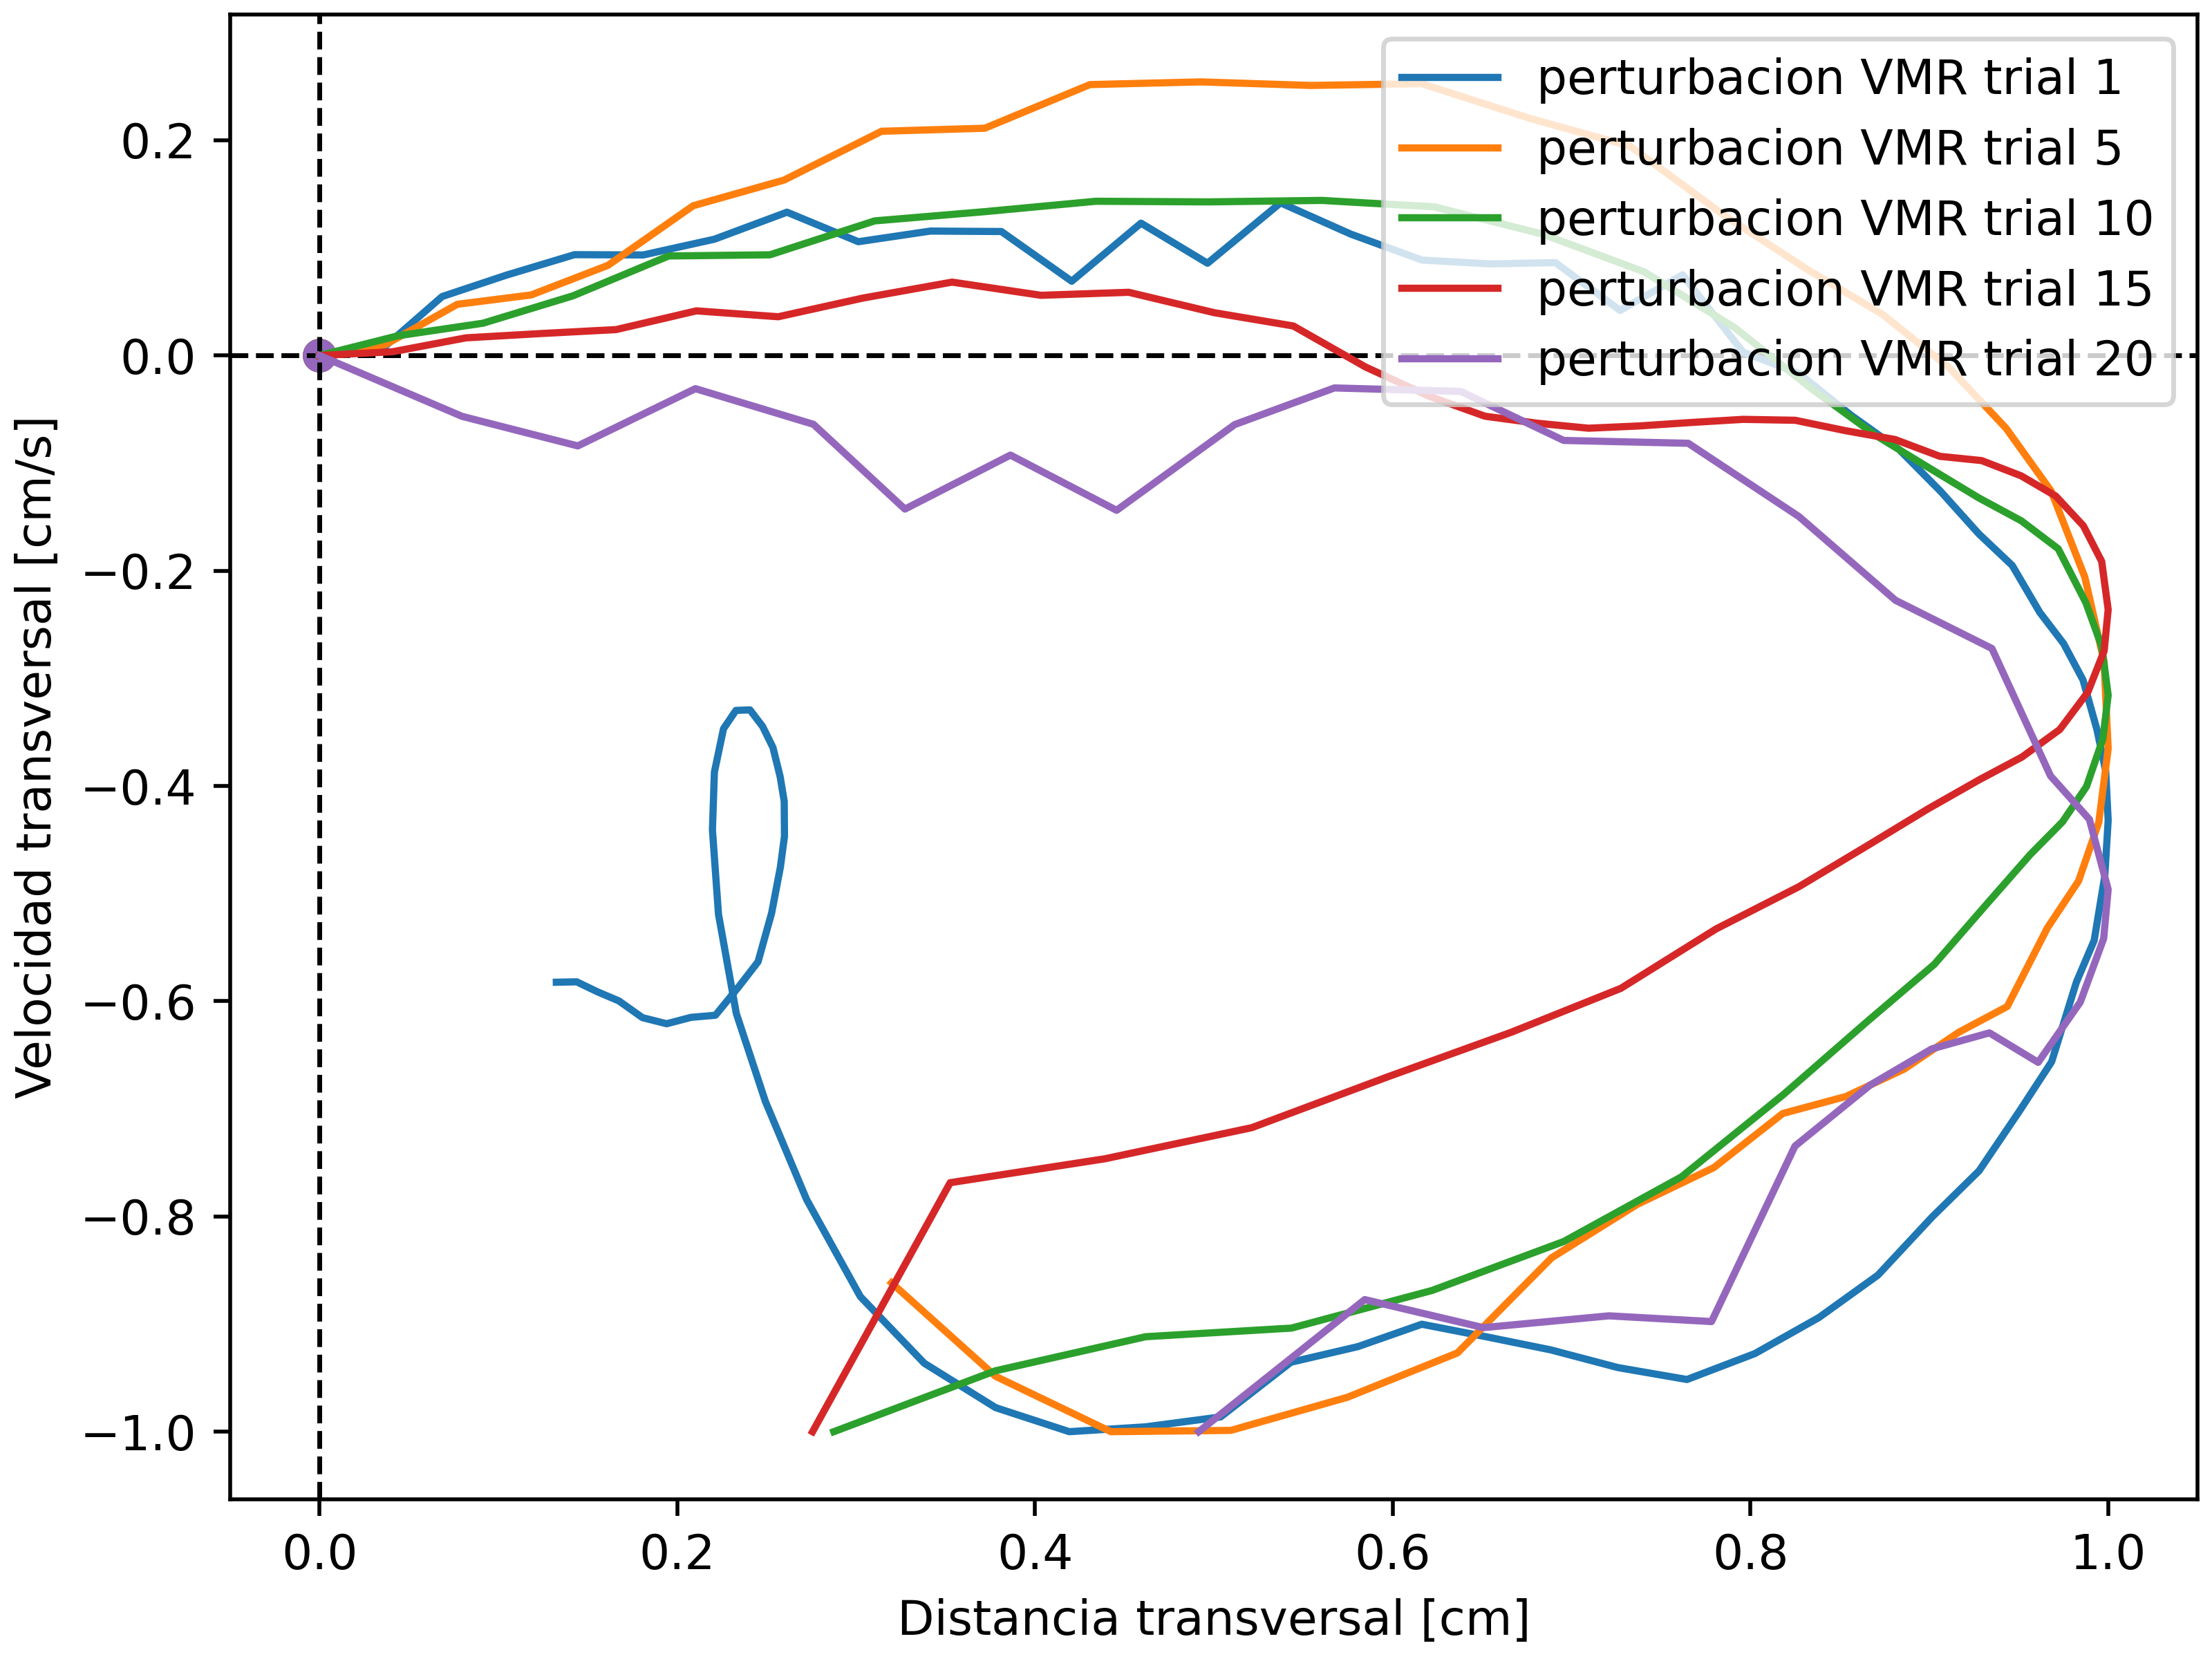 perturbacion VMR trial 1
perturbacion VMR trial 5
perturbacion VMR trial 10
perturbacion VMR trial 15
perturbacion VMR trial 20
0.2
0.0
−0.2
−0.4
−0.6
−0.8
−1.0
Velocidad transversal [cm/s]
0.0 0.2 0.4 0.6 0.8 1.0
Distancia transversal [cm]